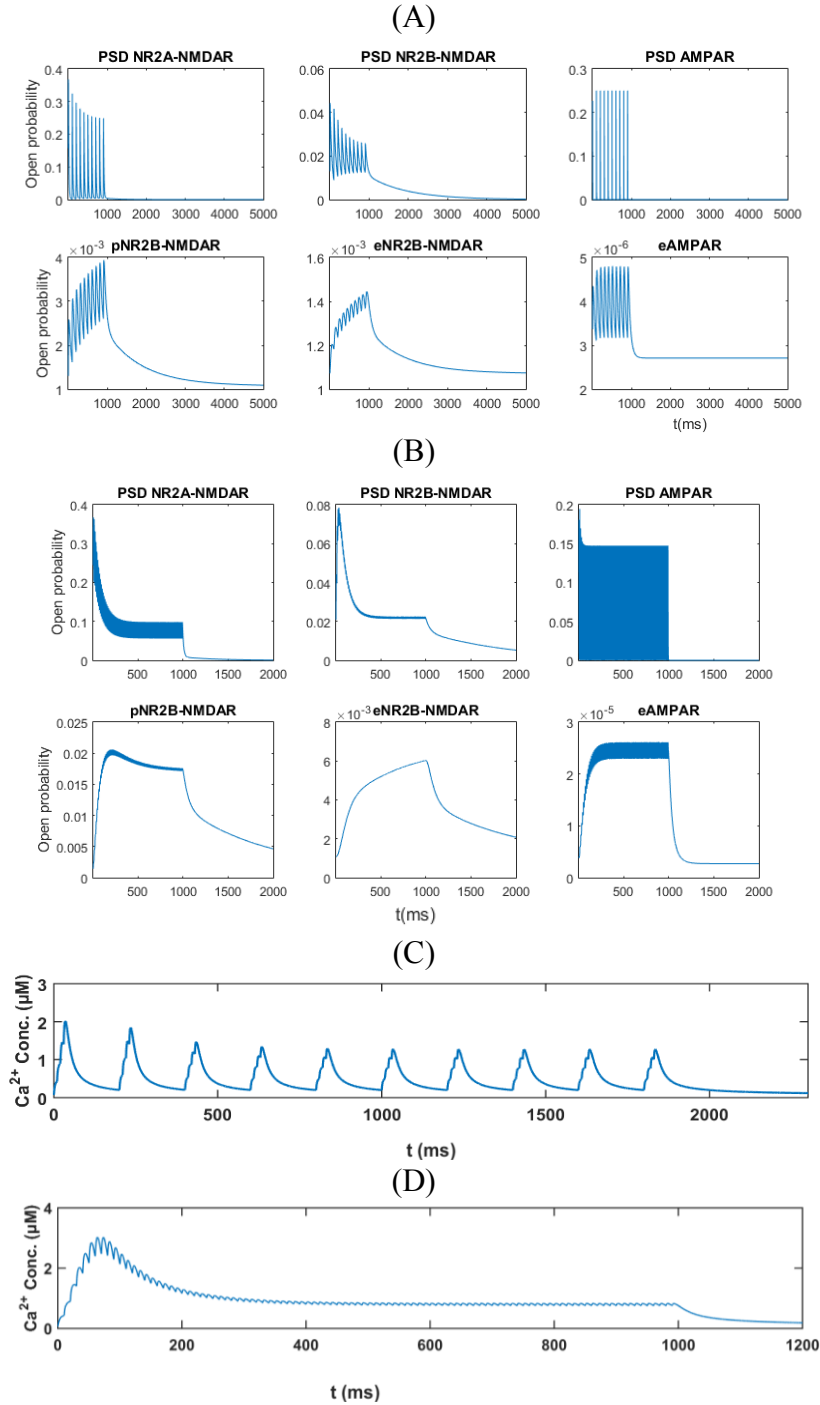 (A)
PSD NR2A-NMDAR PSD NR2B-NMDAR PSD AMPAR
Open probability
0.4
0.3
0.2
0.1
0
0 1000 2000 3000 4000 5000
0.06
0.04
0.02
0
0 1000 2000 3000 4000 5000
0.3
0.2
0.1
0
0 1000 2000 3000 4000 5000
pNR2B-NMDAR eNR2B-NMDAR eAMPAR
Open probability
×10⁻³
4
3
2
1
0 1000 2000 3000 4000 5000
×10⁻³
1.6
1.4
1.2
1
0 1000 2000 3000 4000 5000
×10⁻⁶
5
4
3
2
0 1000 2000 3000 4000 5000
t(ms)
(B)
PSD NR2A-NMDAR PSD NR2B-NMDAR PSD AMPAR
Open probability
0.4
0.3
0.2
0.1
0
500 1000 1500 2000
0.08
0.06
0.04
0.02
0
500 1000 1500 2000
0.2
0.15
0.1
0.05
0
500 1000 1500 2000
pNR2B-NMDAR eNR2B-NMDAR eAMPAR
Open probability
0.025
0.02
0.015
0.01
0.005
0
500 1000 1500 2000
×10⁻³
8
6
4
2
0
500 1000 1500 2000
×10⁻⁵
3
2
1
0
500 1000 1500 2000
t(ms)
(C)
Ca²⁺ Conc. (µM)
3
2
1
0
0 500 1000 1500 2000
t (ms)
(D)
Ca²⁺ Conc. (µM)
4
2
0
0 200 400 600 800 1000 1200
t (ms)